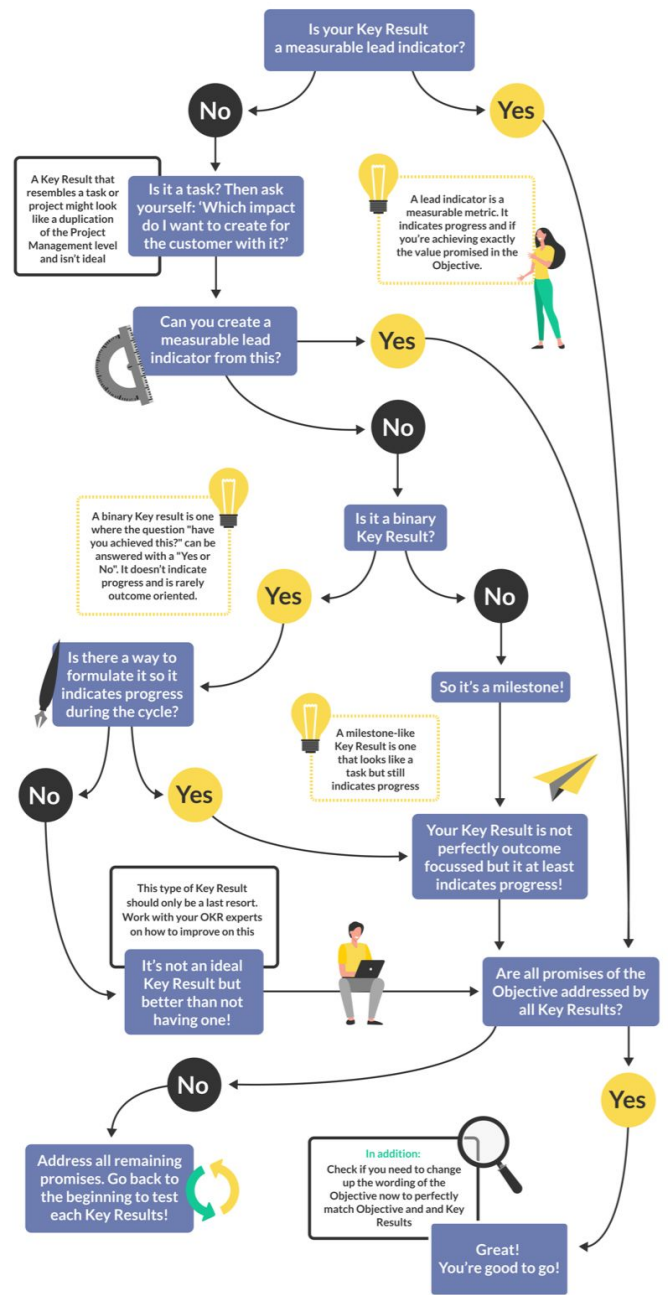 Is your Key Result
a measurable lead indicator?
No
Yes
A Key Result that
resembles a task or
project might look
like a duplication
of the Project
Management level
and isn't ideal
Is it a task? Then ask
yourself: 'Which impact
do I want to create for
the customer with it?'
A lead indicator is a
measurable metric. It
indicates progress and if
you're achieving exactly
the value promised in the
Objective.
Can you create a
measurable lead
indicator from this?
Yes
No
A binary Key result is one
where the question "have
you achieved this?" can be
answered with a "Yes or
No". It doesn't indicate
progress and is rarely
outcome oriented.
Is it a binary
Key Result?
Yes
No
Is there a way to
formulate it so it
indicates progress
during the cycle?
So it's a milestone!
A milestone-like
Key Result is one
that looks like a
task but still
indicates progress
No
Yes
Your Key Result is not
perfectly outcome
focussed but it at least
indicates progress!
This type of Key Result
should only be a last resort.
Work with your OKR experts
on how to improve on this
It's not an ideal
Key Result but
better than not
having one!
Are all promises of the
Objective addressed by
all Key Results?
No
Yes
Address all remaining
promises. Go back to
the beginning to test
each Key Results!
In addition:
Check if you need to change
up the wording of the
Objective now to perfectly
match Objective and and Key
Results
Great!
You're good to go!